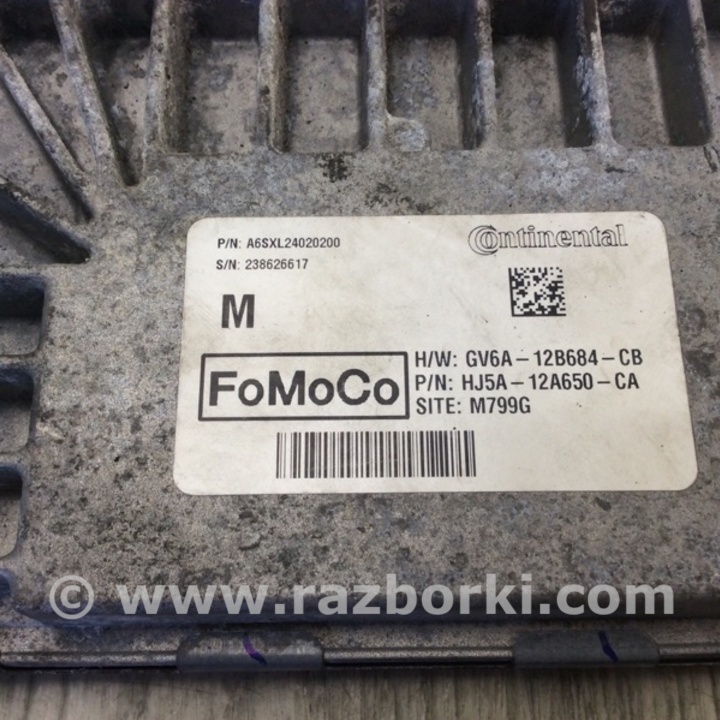 P/N: A6SXL24020200
Continental
S/N: 238626617
M
FoMoCo
H/W: GV6A-12B684-CB
P/N: HJ5A-12A650-CA
SITE: M799G
© www.razborki.com